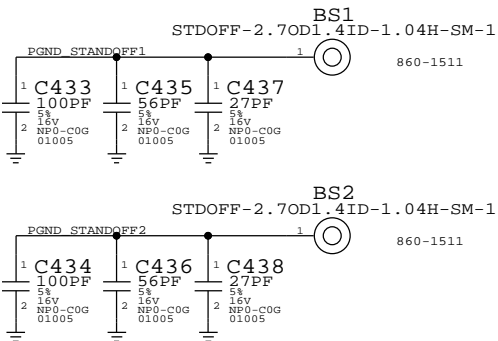 BS1
STDOFF-2.7OD1.4ID-1.04H-SM-1
PGND_STANDOFF1
1
860-1511
1 C433 1 C435 1 C437
100PF 56PF 27PF
5% 5% 5%
16V 16V 16V
2 NP0-C0G 2 NP0-C0G 2 NP0-C0G
01005 01005 01005
BS2
STDOFF-2.7OD1.4ID-1.04H-SM-1
PGND_STANDOFF2
1
860-1511
1 C434 1 C436 1 C438
100PF 56PF 27PF
5% 5% 5%
16V 16V 16V
2 NP0-C0G 2 NP0-C0G 2 NP0-C0G
01005 01005 01005